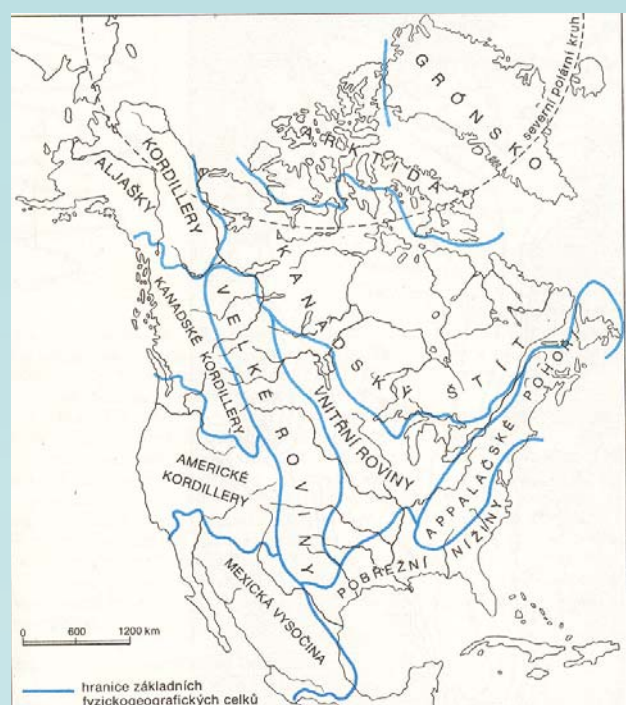 GRØNSKO
severní polární kruh
ARKTIDA
KORDILLERY
ALJAŠKY
KANADSKÝ ŠTÍT
KANADSKÉ KORDILLERY
VELKÉ ROVINY
VNITŘNÍ ROVINY
APPALAČSKÉ POHOŘÍ
AMERICKÉ
KORDILLERY
POBŘEŽNÍ NÍŽINY
MEXICKÁ VYSOČINA
0 600 1200 km
hranice základních
fyzickogeografických celků